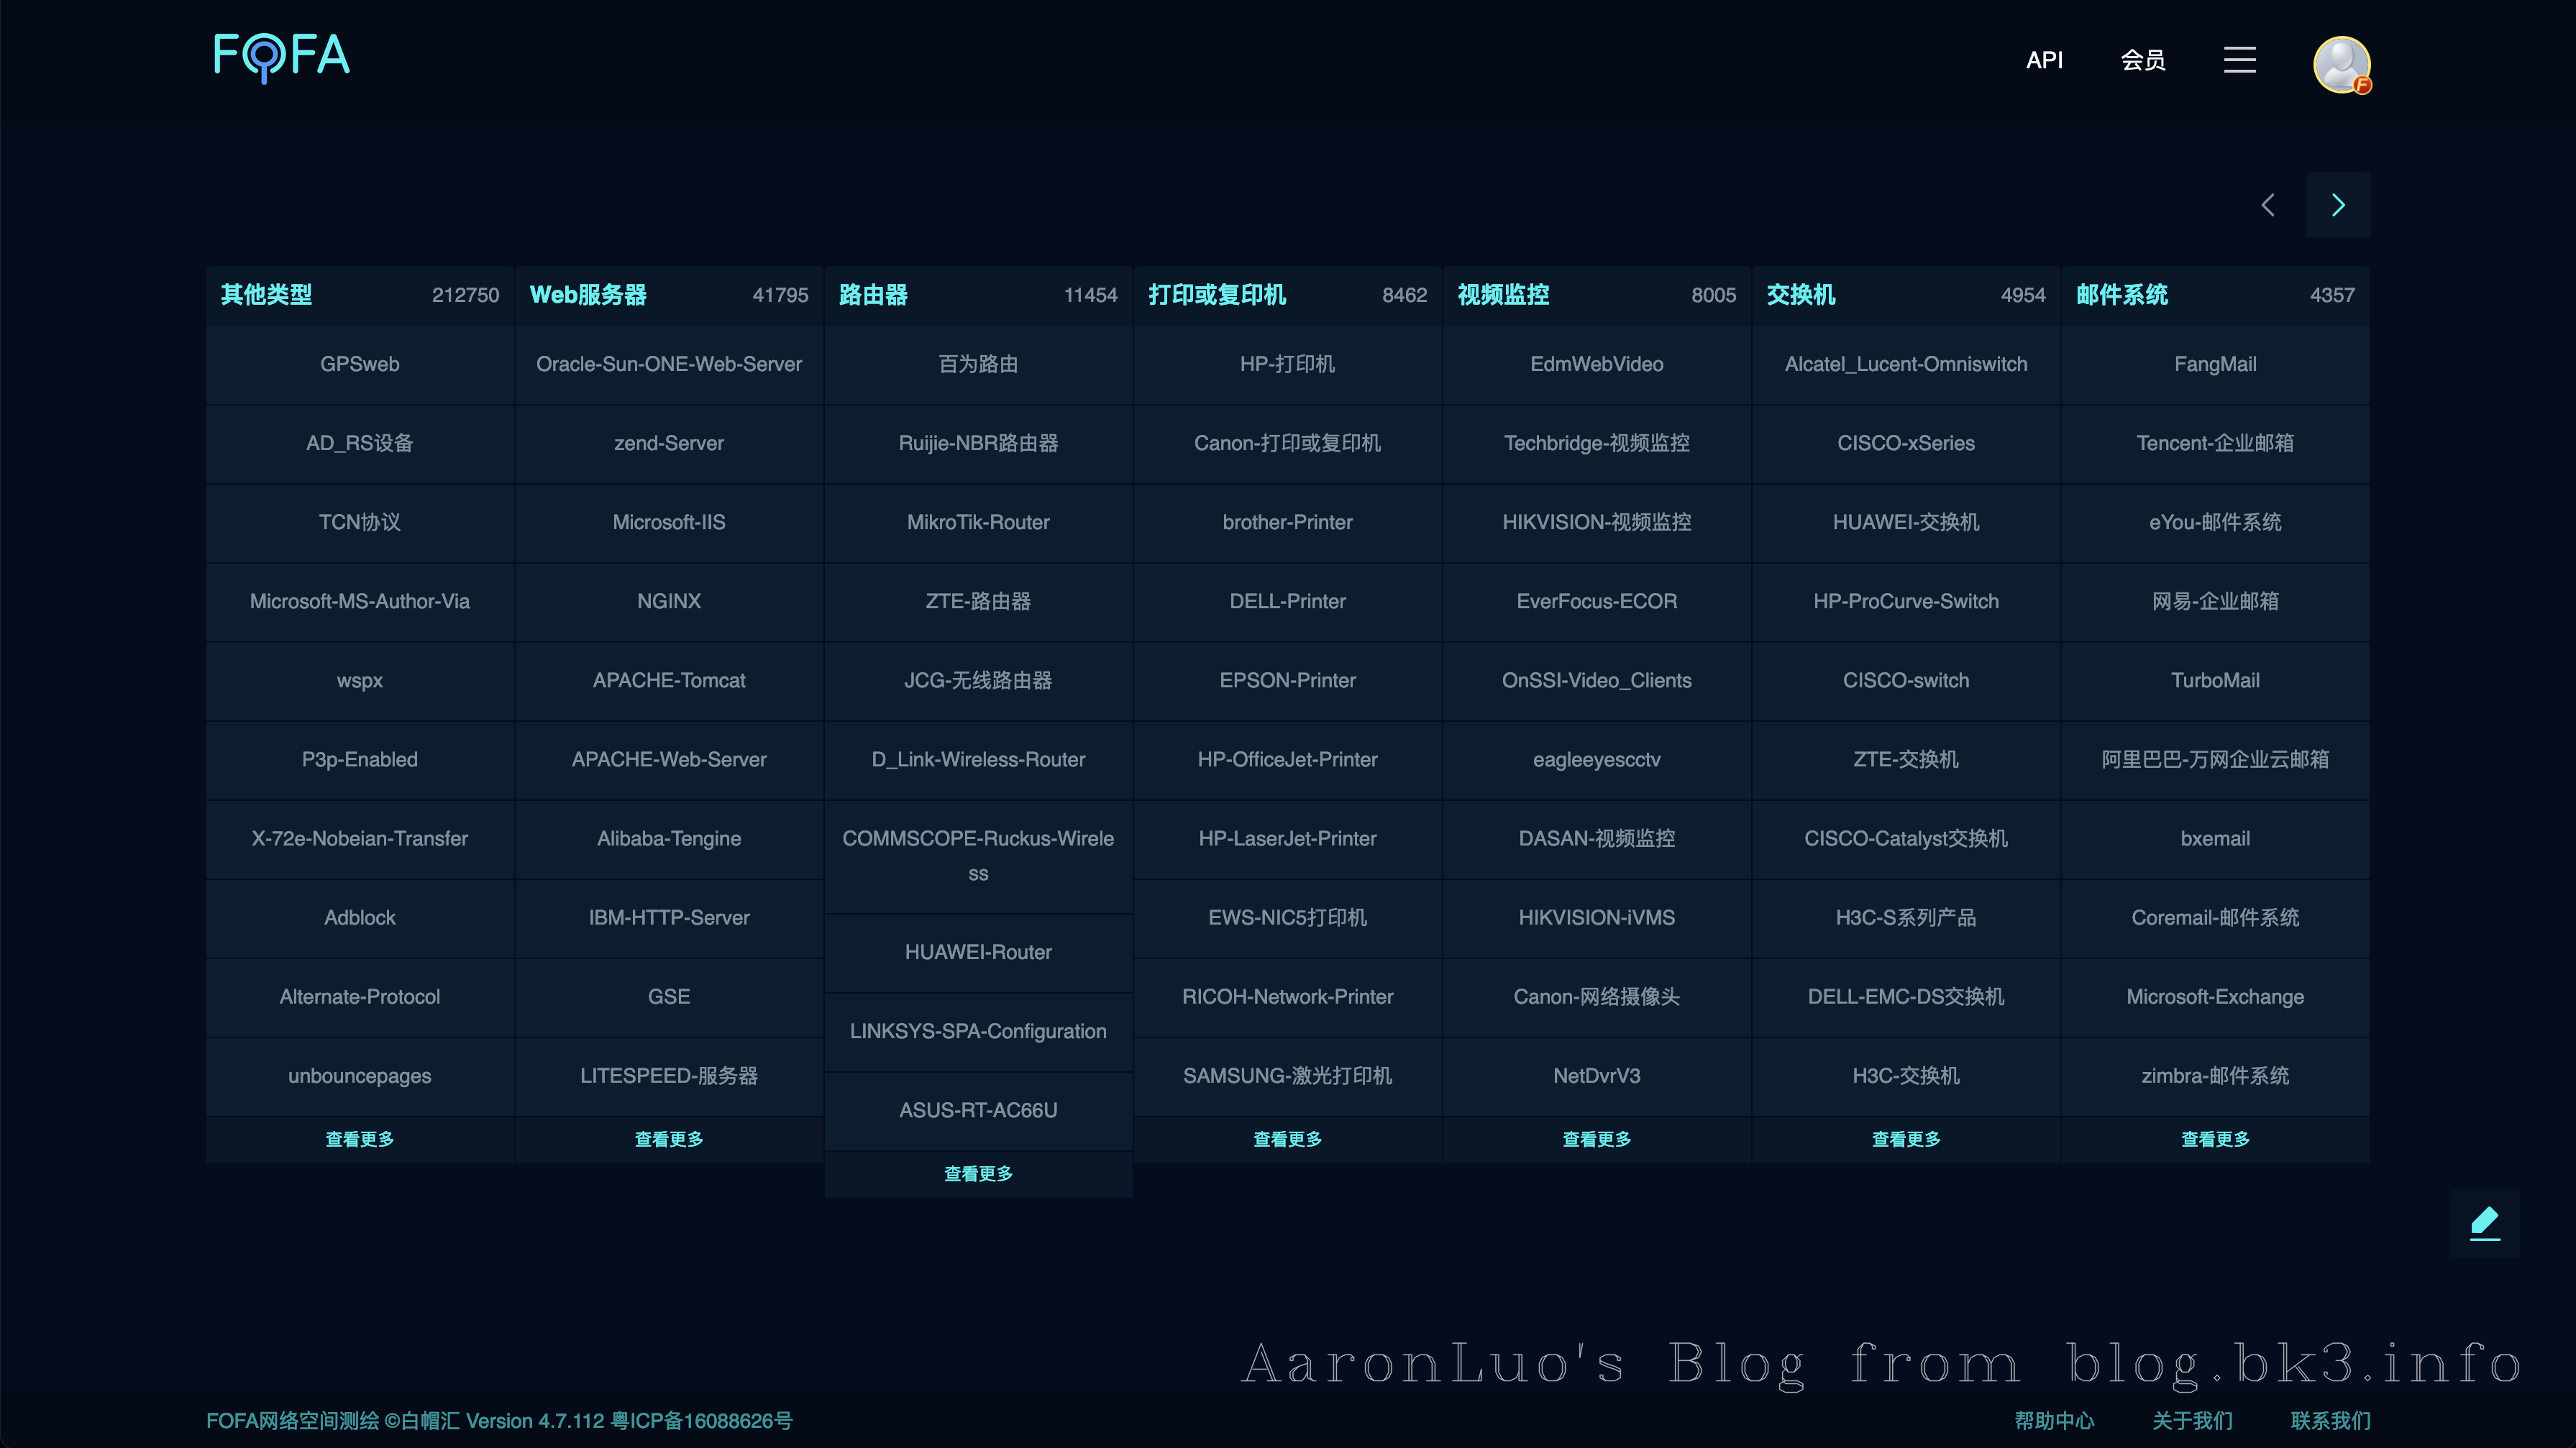 FOFA
API 会员
F
其他类型 212750 Web服务器 41795 路由器 11454 打印或复印机 8462 视频监控 8005 交换机 4954 邮件系统 4357
GPSweb Oracle-Sun-ONE-Web-Server 百为路由 HP-打印机 EdmWebVideo Alcatel_Lucent-Omniswitch FangMail
AD_RS设备 zend-Server Ruijie-NBR路由器 Canon-打印或复印机 Techbridge-视频监控 CISCO-xSeries Tencent-企业邮箱
TCN协议 Microsoft-IIS MikroTik-Router brother-Printer HIKVISION-视频监控 HUAWEI-交换机 eYou-邮件系统
Microsoft-MS-Author-Via NGINX ZTE-路由器 DELL-Printer EverFocus-ECOR HP-ProCurve-Switch 网易-企业邮箱
wspx APACHE-Tomcat JCG-无线路由器 EPSON-Printer OnSSI-Video_Clients CISCO-switch TurboMail
P3p-Enabled APACHE-Web-Server D_Link-Wireless-Router HP-OfficeJet-Printer eagleeyescctv ZTE-交换机 阿里巴巴-万网企业云邮箱
X-72e-Nobeian-Transfer Alibaba-Tengine COMMSCOPE-Ruckus-Wirele HP-LaserJet-Printer DASAN-视频监控 CISCO-Catalyst交换机 bxemail
ss
Adblock IBM-HTTP-Server EWS-NIC5打印机 HIKVISION-iVMS H3C-S系列产品 Coremail-邮件系统
HUAWEI-Router
Alternate-Protocol GSE RICOH-Network-Printer Canon-网络摄像头 DELL-EMC-DS交换机 Microsoft-Exchange
LINKSYS-SPA-Configuration
unbouncepages LITESPEED-服务器 SAMSUNG-激光打印机 NetDvrV3 H3C-交换机 zimbra-邮件系统
ASUS-RT-AC66U
查看更多 查看更多 查看更多 查看更多 查看更多 查看更多
查看更多
AaronLuo's Blog from blog.bk3.info
FOFA网络空间测绘 ©白帽汇 Version 4.7.112 粤ICP备16088626号 帮助中心 关于我们 联系我们